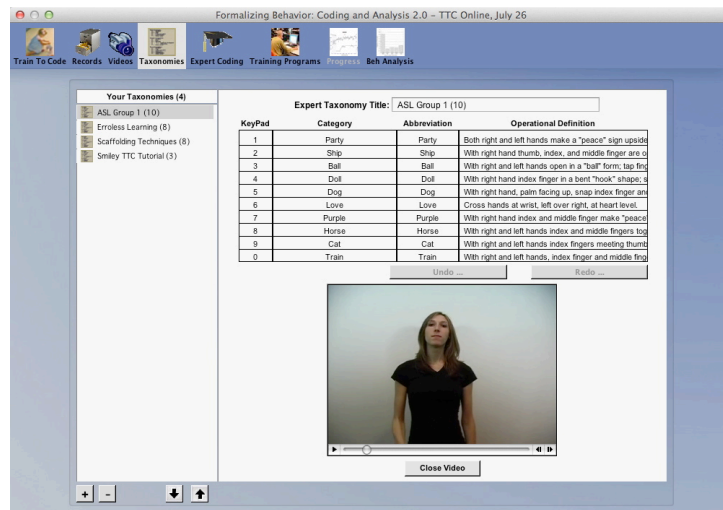 Formalizing Behavior: Coding and Analysis 2.0 – TTC Online, July 26
Train To Code Records Videos Taxonomies Expert Coding Training Programs Progress Beh Analysis
Your Taxonomies (4)
ASL Group 1 (10)
Erroless Learning (8)
Scaffolding Techniques (8)
Smiley TTC Tutorial (3)
Expert Taxonomy Title: ASL Group 1 (10)
KeyPad Category Abbreviation Operational Definition
1 Party Party Both right and left hands make a "peace" sign upside
2 Ship Ship With right hand thumb, index, and middle finger are o
3 Ball Ball With right and left hands open in a "ball" form; tap fing
4 Doll Doll With right hand index finger in a bent "hook" shape; s
5 Dog Dog With right hand, palm facing up, snap index finger an
6 Love Love Cross hands at wrist, left over right, at heart level.
7 Purple Purple With right hand index and middle finger make "peace"
8 Horse Horse With right and left hands index and middle fingers tog
9 Cat Cat With right and left hands index fingers meeting thumb
0 Train Train With right and left hands, index finger and middle fing
Undo ... Redo ...
Close Video
+ -